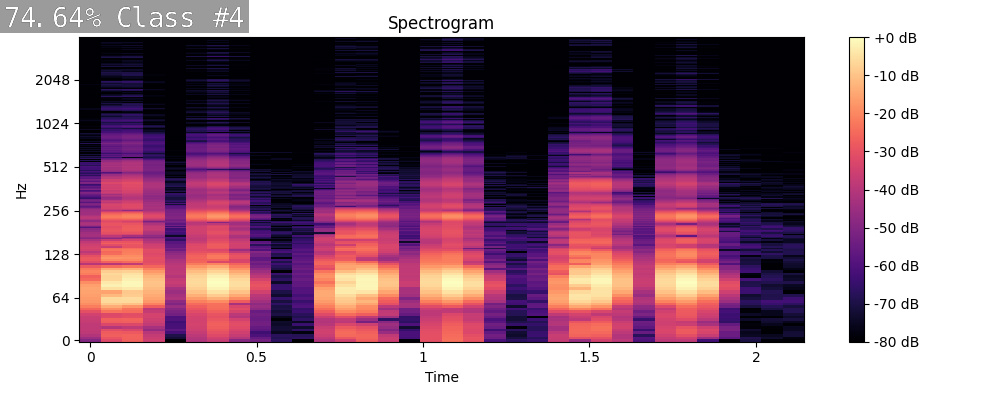 74.64% Class #4
Spectrogram
Hz
2048
1024
512
256
128
64
0
0 0.5 1 1.5 2
Time
+0 dB
-10 dB
-20 dB
-30 dB
-40 dB
-50 dB
-60 dB
-70 dB
-80 dB